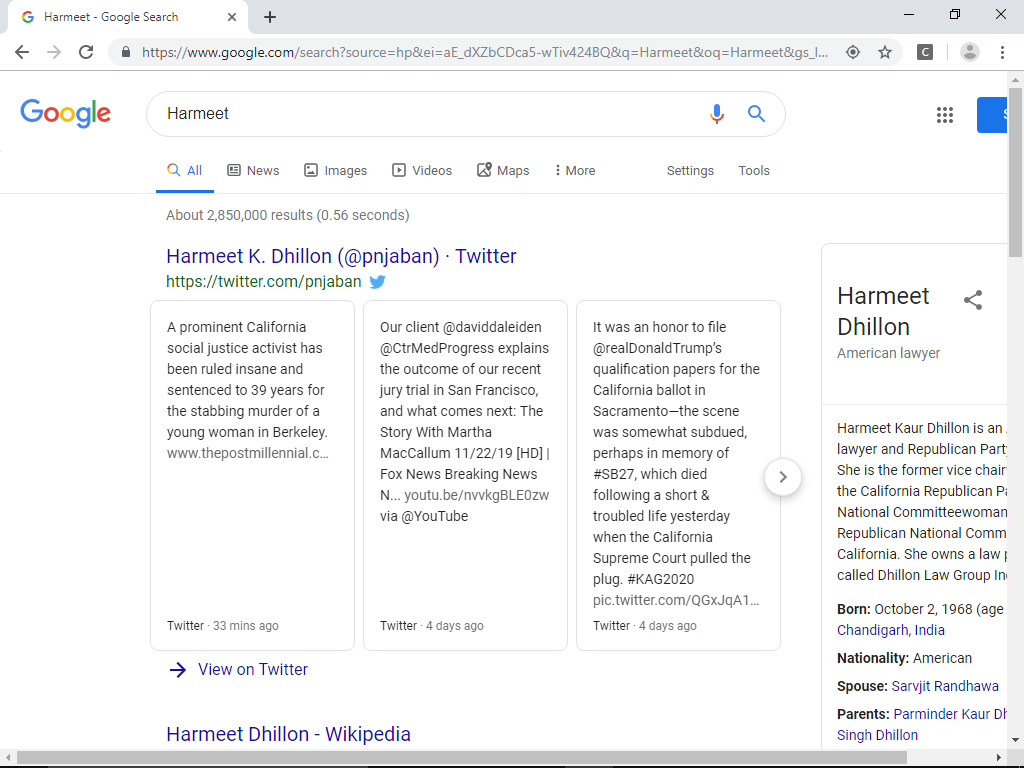 Harmeet - Google Search
https://www.google.com/search?source=hp&ei=aE_dXZbCDca5-wTiv424BQ&q=Harmeet&oq=Harmeet&gs_l...
C
Google
Harmeet
S
All
News
Images
Videos
Maps
More
Settings
Tools
About 2,850,000 results (0.56 seconds)
Harmeet K. Dhillon (@pnjaban) · Twitter
https://twitter.com/pnjaban
A prominent California
social justice activist has
been ruled insane and
sentenced to 39 years for
the stabbing murder of a
young woman in Berkeley.
www.thepostmillennial.c...
Twitter · 33 mins ago
Our client @daviddaleiden
@CtrMedProgress explains
the outcome of our recent
jury trial in San Francisco,
and what comes next: The
Story With Martha
MacCallum 11/22/19 [HD] |
Fox News Breaking News
N... youtu.be/nvvkgBLE0zw
via @YouTube
Twitter · 4 days ago
It was an honor to file
@realDonaldTrump's
qualification papers for the
California ballot in
Sacramento—the scene
was somewhat subdued,
perhaps in memory of
#SB27, which died
following a short &
troubled life yesterday
when the California
Supreme Court pulled the
plug. #KAG2020
pic.twitter.com/QGxJqA1...
Twitter · 4 days ago
View on Twitter
Harmeet Dhillon - Wikipedia
Harmeet
Dhillon
American lawyer
Harmeet Kaur Dhillon is an
lawyer and Republican Part
She is the former vice chair
the California Republican Pa
National Committeewoman
Republican National Comm
California. She owns a law
called Dhillon Law Group In
Born: October 2, 1968 (age
Chandigarh, India
Nationality: American
Spouse: Sarvjit Randhawa
Parents: Parminder Kaur Dh
Singh Dhillon